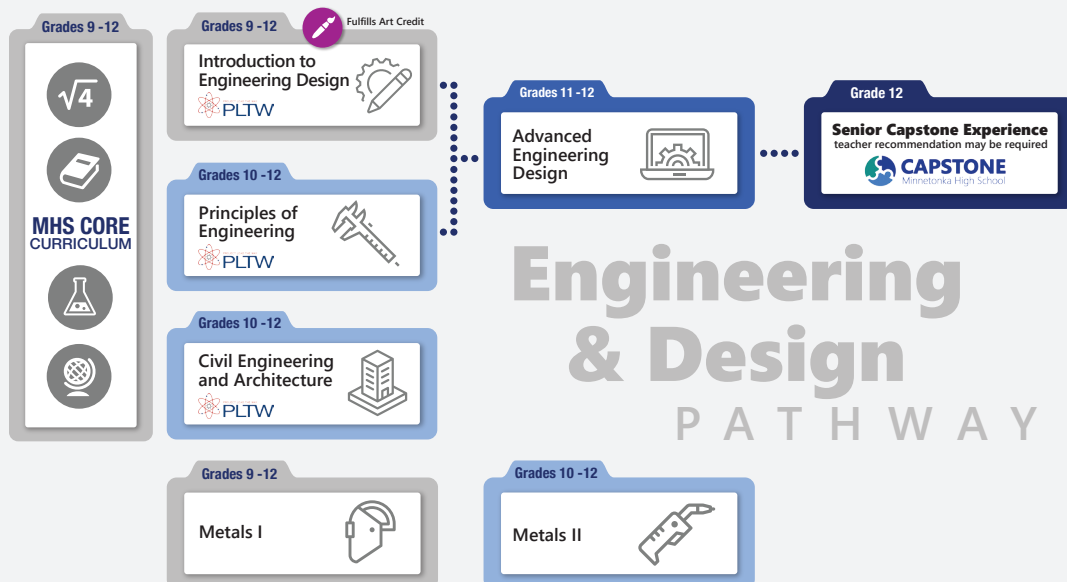 Grades 9 -12
√4
MHS CORE
CURRICULUM
Grades 9 -12
Fulfills Art Credit
Introduction to
Engineering Design
PLTW
Grades 10 -12
Principles of
Engineering
PLTW
Grades 10 -12
Civil Engineering
and Architecture
PLTW
Grades 9 -12
Metals I
Grades 11 -12
Advanced
Engineering
Design
Grade 12
Senior Capstone Experience
teacher recommendation may be required
CAPSTONE
Minnetonka High School
Engineering
& Design
PATHWAY
Grades 10 -12
Metals II